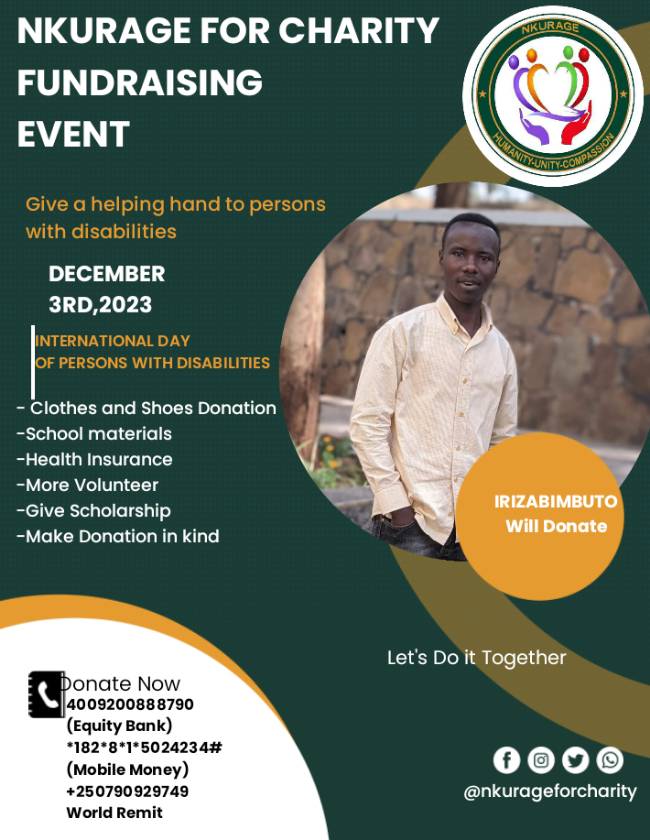 NKURAGE FOR CHARITY
FUNDRAISING
EVENT
NKURAGE
HUMANITY-UNITY-COMPASSION
Give a helping hand to persons
with disabilities
DECEMBER
3RD,2023
INTERNATIONAL DAY
OF PERSONS WITH DISABILITIES
- Clothes and Shoes Donation
-School materials
-Health Insurance
-More Volunteer
-Give Scholarship
-Make Donation in kind
IRIZABIMBUTO
Will Donate
Let's Do it Together
Donate Now
4009200888790
(Equity Bank)
*182*8*1*5024234#
(Mobile Money)
+250790929749
World Remit
@nkurageforcharity